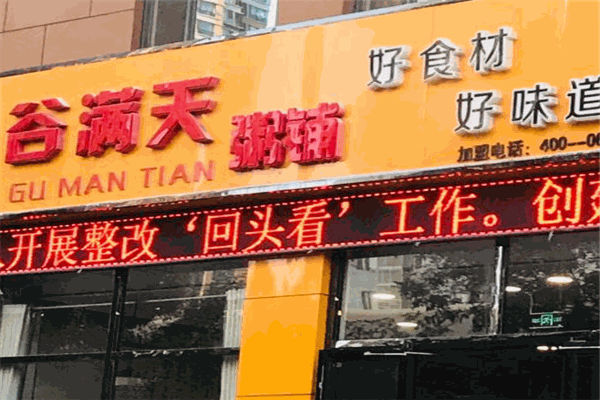 谷满天粥铺
GU MAN TIAN
好食材
好味道
加盟电话：400--0
开展整改‘回头看’工作。创